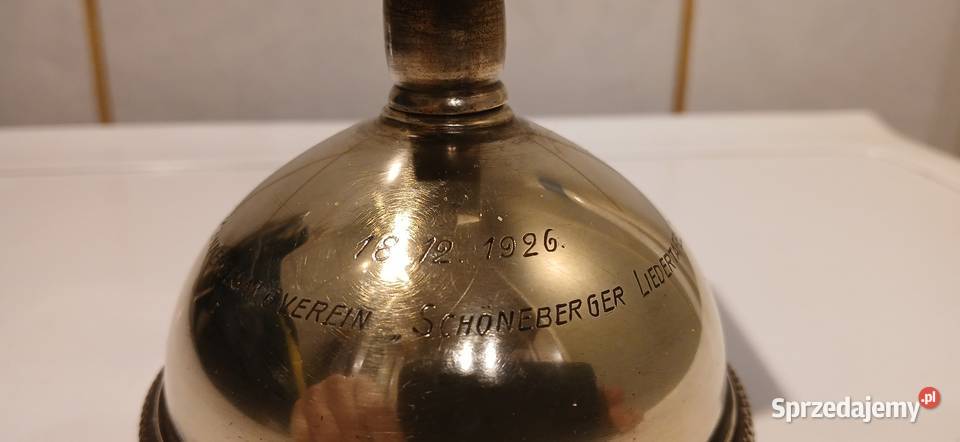 18.12.1926.
VEREIN „SCHÖNEBERGER
Sprzedajemy.pl